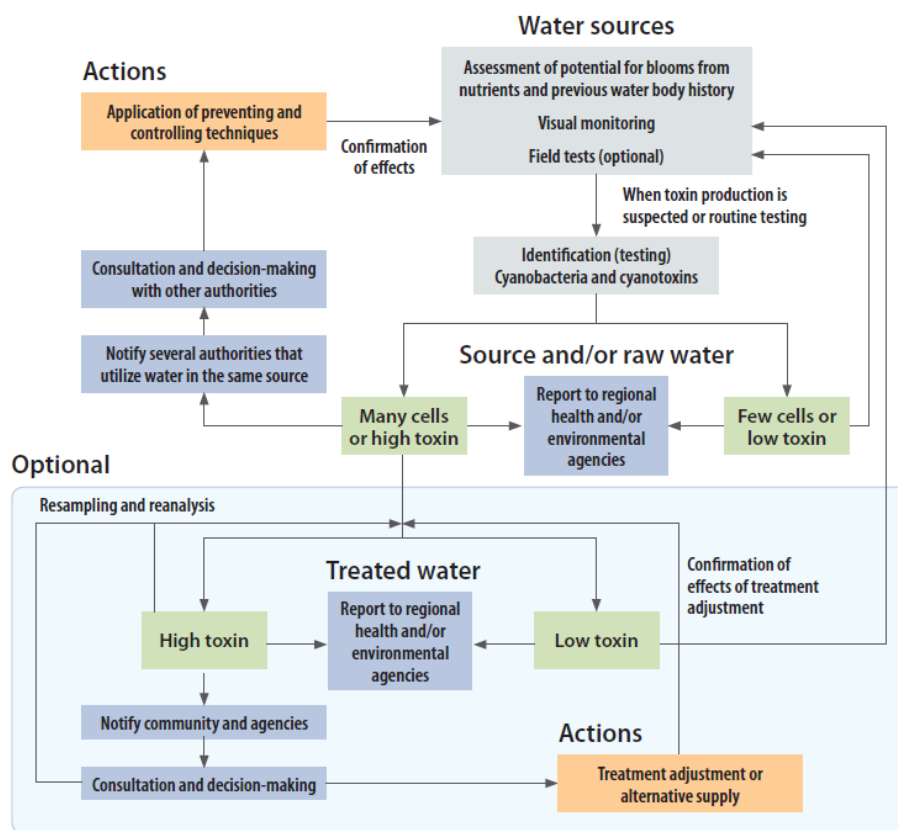 Water sources
Assessment of potential for blooms from
nutrients and previous water body history
Visual monitoring
Field tests (optional)
Actions
Application of preventing and
controlling techniques
Confirmation
of effects
When toxin production is
suspected or routine testing
Identification (testing)
Cyanobacteria and cyanotoxins
Consultation and decision-making
with other authorities
Notify several authorities that
utilize water in the same source
Source and/or raw water
Many cells
or high toxin
Report to regional
health and/or
environmental
agencies
Few cells or
low toxin
Optional
Resampling and reanalysis
Treated water
Confirmation of
effects of treatment
adjustment
High toxin
Report to regional
health and/or
environmental
agencies
Low toxin
Notify community and agencies
Consultation and decision-making
Actions
Treatment adjustment or
alternative supply